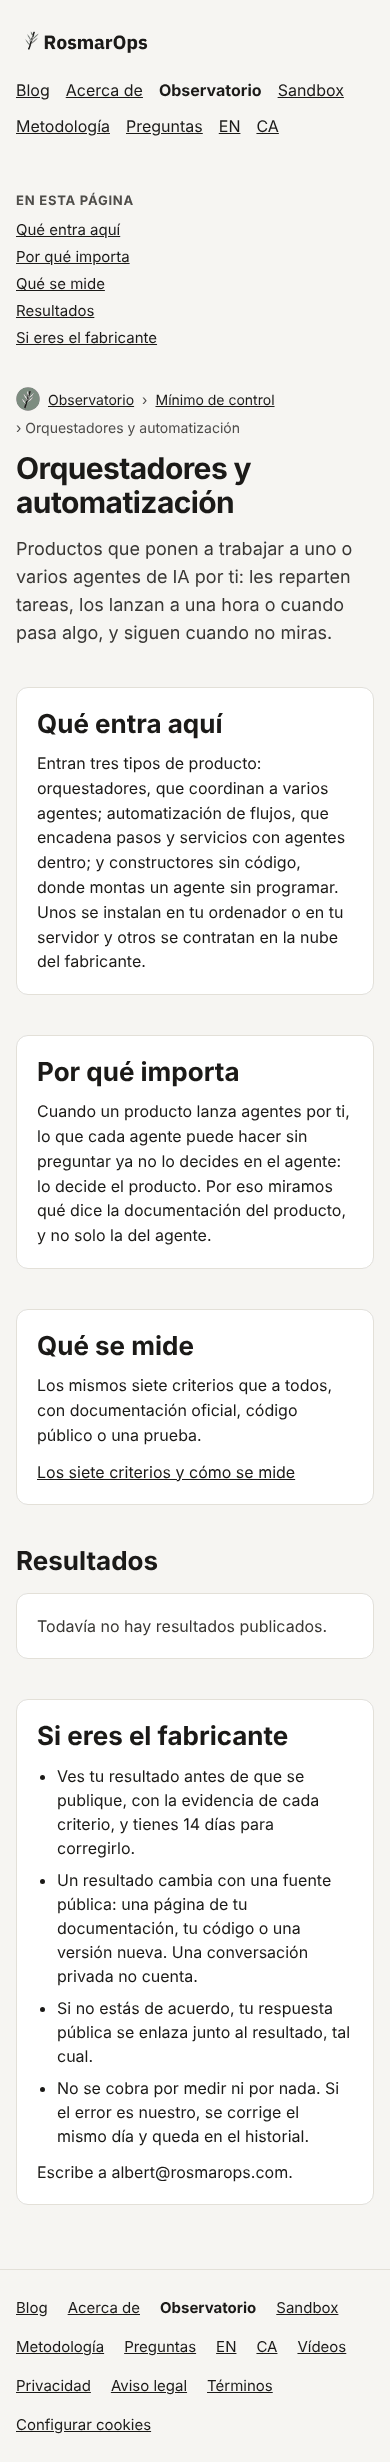 RosmarOps
Blog Acerca de Observatorio Sandbox
Metodología Preguntas EN CA
EN ESTA PÁGINA
Qué entra aquí
Por qué importa
Qué se mide
Resultados
Si eres el fabricante
Observatorio › Mínimo de control
› Orquestadores y automatización
Orquestadores y
automatización
Productos que ponen a trabajar a uno o
varios agentes de IA por ti: les reparten
tareas, los lanzan a una hora o cuando
pasa algo, y siguen cuando no miras.
Qué entra aquí
Entran tres tipos de producto:
orquestadores, que coordinan a varios
agentes; automatización de flujos, que
encadena pasos y servicios con agentes
dentro; y constructores sin código,
donde montas un agente sin programar.
Unos se instalan en tu ordenador o en tu
servidor y otros se contratan en la nube
del fabricante.
Por qué importa
Cuando un producto lanza agentes por ti,
lo que cada agente puede hacer sin
preguntar ya no lo decides en el agente:
lo decide el producto. Por eso miramos
qué dice la documentación del producto,
y no solo la del agente.
Qué se mide
Los mismos siete criterios que a todos,
con documentación oficial, código
público o una prueba.
Los siete criterios y cómo se mide
Resultados
Todavía no hay resultados publicados.
Si eres el fabricante
• Ves tu resultado antes de que se
publique, con la evidencia de cada
criterio, y tienes 14 días para
corregirlo.
• Un resultado cambia con una fuente
pública: una página de tu
documentación, tu código o una
versión nueva. Una conversación
privada no cuenta.
• Si no estás de acuerdo, tu respuesta
pública se enlaza junto al resultado, tal
cual.
• No se cobra por medir ni por nada. Si
el error es nuestro, se corrige el
mismo día y queda en el historial.
Escribe a albert@rosmarops.com.
Blog Acerca de Observatorio Sandbox
Metodología Preguntas EN CA Vídeos
Privacidad Aviso legal Términos
Configurar cookies